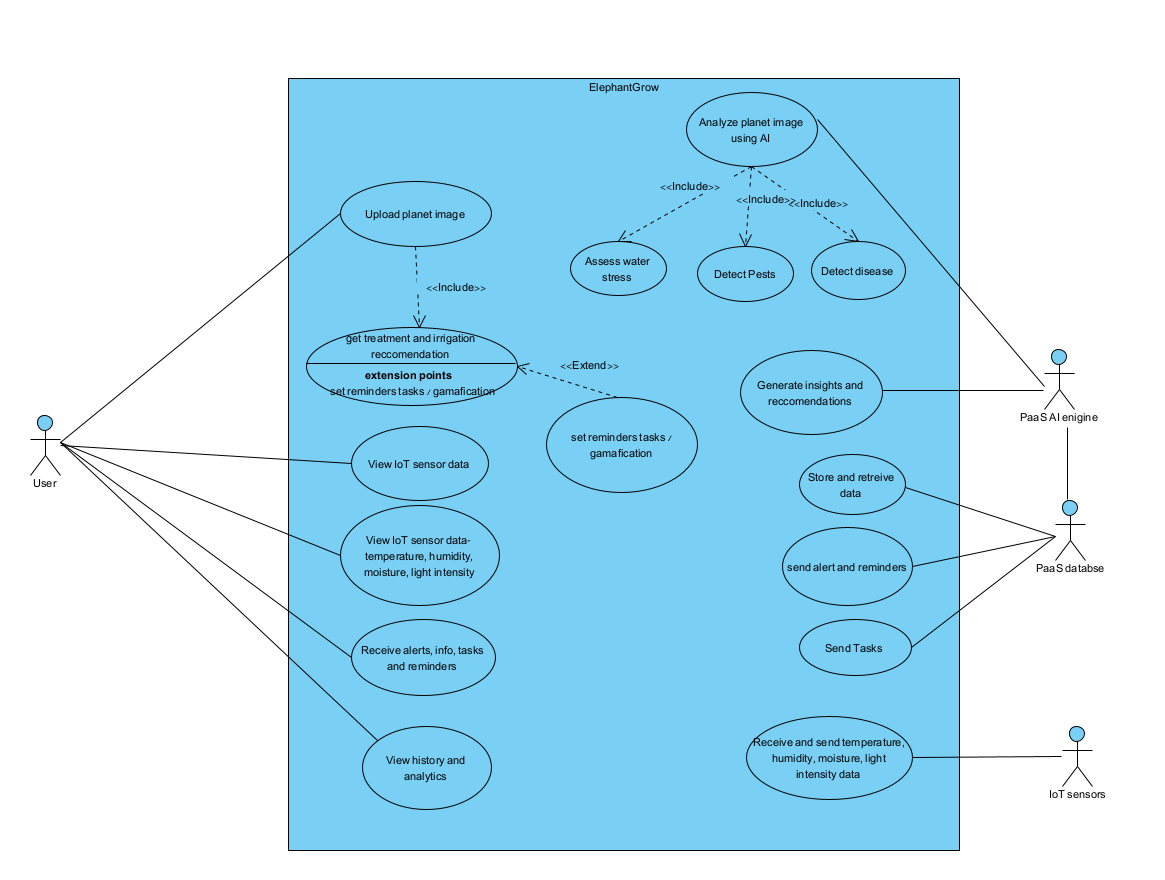 ElephantGrow
Analyze planet image
using AI
<<Include>>
<<Include>>
<<Include>>
Upload planet image
Assess water
stress
Detect Pests
Detect disease
<<Include>>
get treatment and irrigation
reccomendation
extension points
set reminders tasks / gamafication
<<Extend>>
Generate insights and
reccomendations
PaaS AI enigine
set reminders tasks /
gamafication
User
View IoT sensor data
Store and retreive
data
View IoT sensor data-
temperature, humidity,
moisture, light intensity
send alert and reminders
PaaS databse
Receive alerts, info, tasks
and reminders
Send Tasks
View history and
analytics
Receive and send temperature,
humidity, moisture, light
intensity data
IoT sensors